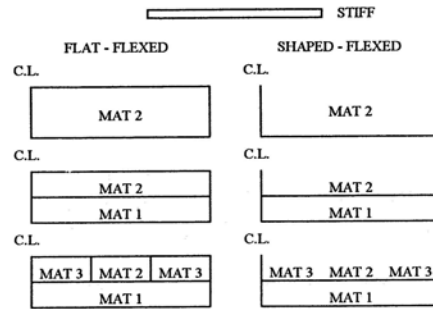 STIFF
FLAT - FLEXED
SHAPED - FLEXED
C.L.
C.L.
MAT 2
MAT 2
C.L.
C.L.
MAT 2
MAT 2
MAT 1
MAT 1
C.L.
C.L.
MAT 3 MAT 2 MAT 3
MAT 3 MAT 2 MAT 3
MAT 1
MAT 1